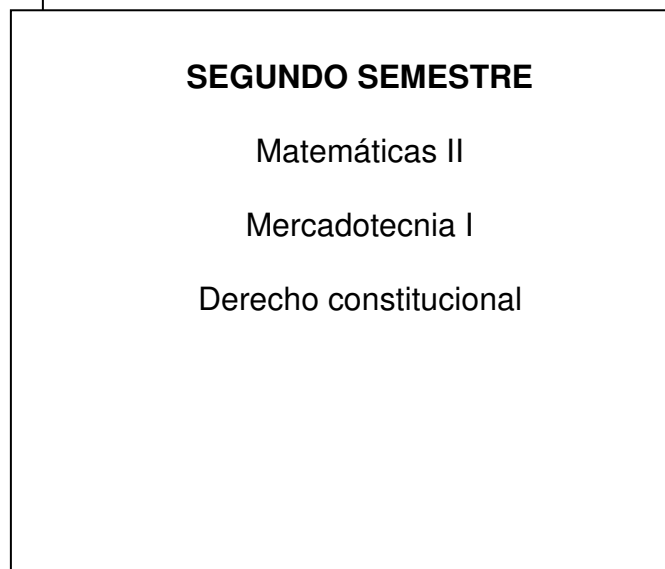 SEGUNDO SEMESTRE
Matemáticas II
Mercadotecnia I
Derecho constitucional